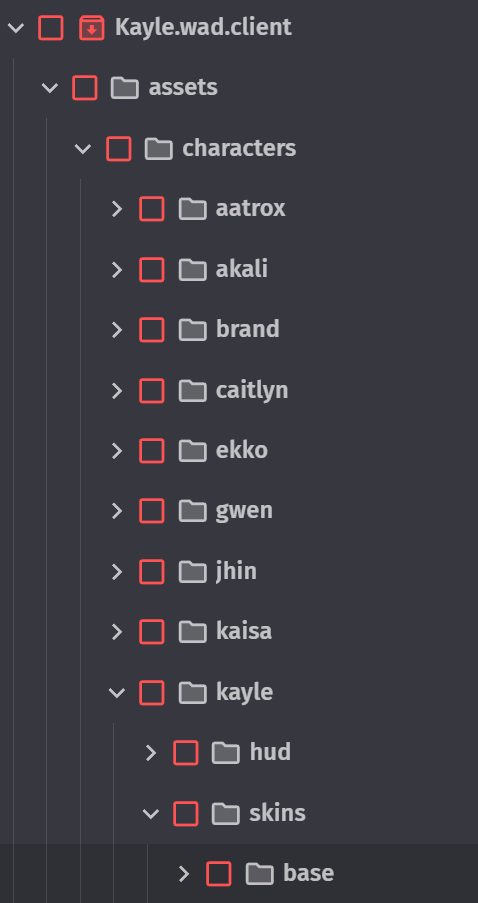 Kayle.wad.client
assets
characters
aatrox
akali
brand
caitlyn
ekko
gwen
jhin
kaisa
kayle
hud
skins
base